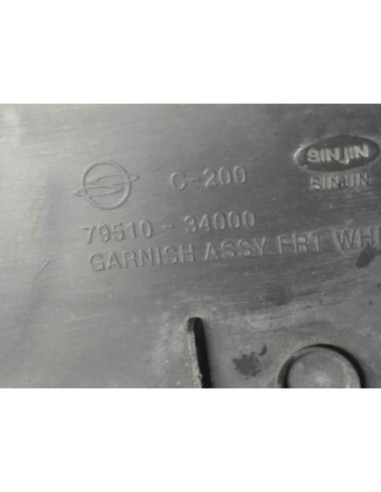 SINJIN
C-200
SINJIN
79510-34000
GARNISH ASSY FRT WH